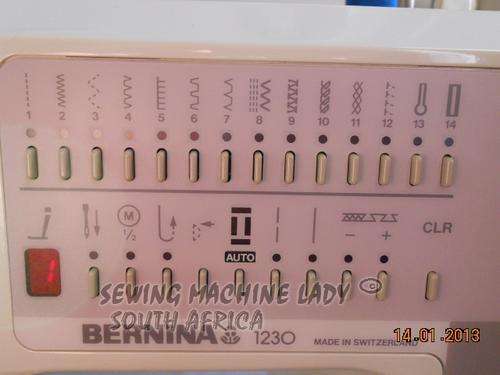 1 2 3 4 5 6 7 8 9 10 11 12 13 14
M
1/2
AUTO
- +
CLR
1
SEWING MACHINE LADY ©
SOUTH AFRICA
BERNINA 1230
MADE IN SWITZERLAND
14.01.2013